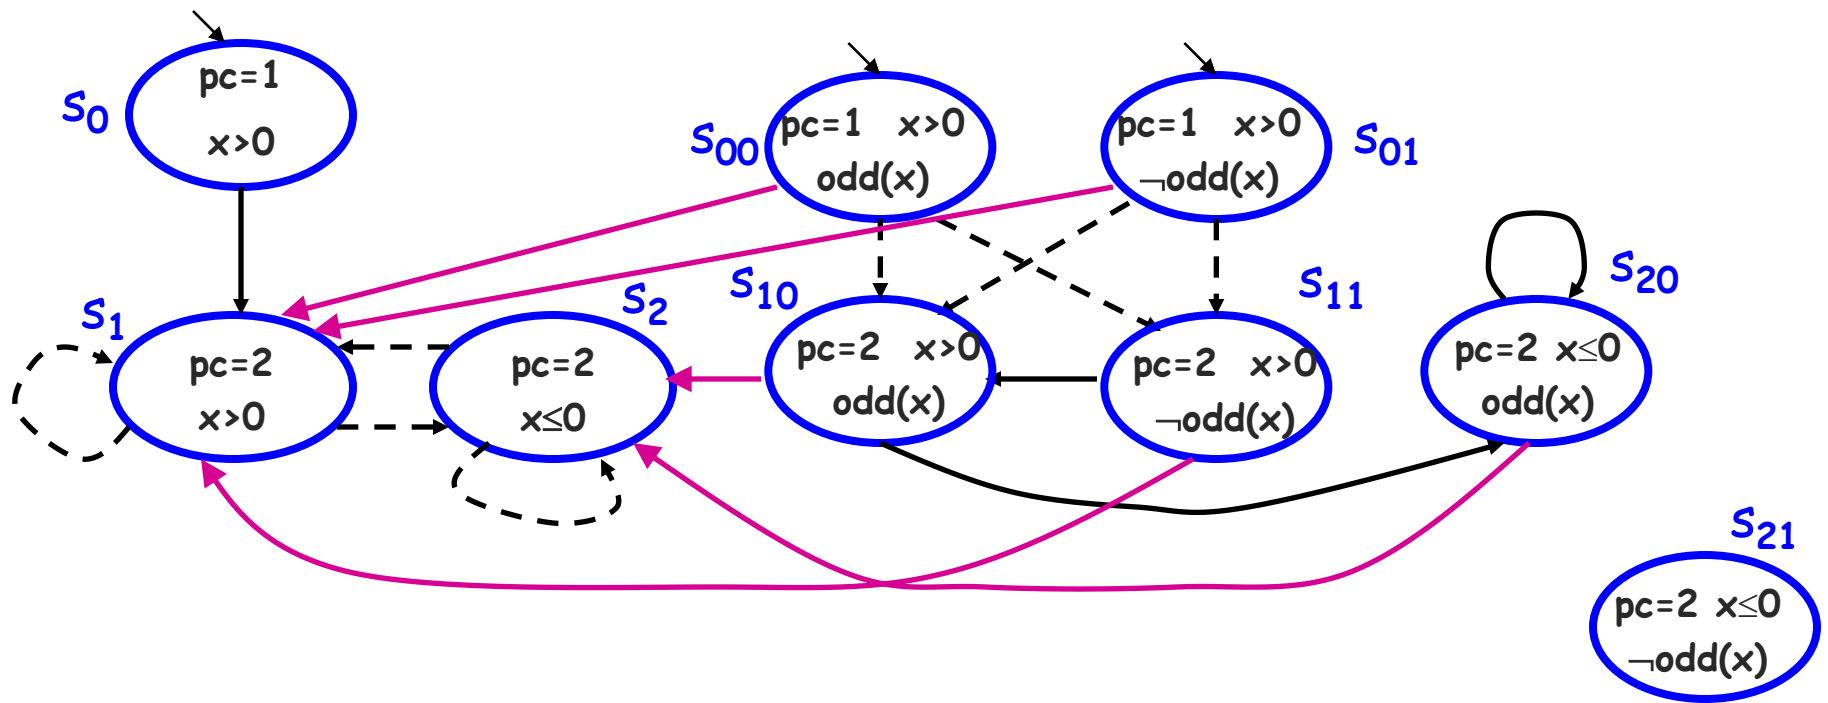 S0
pc=1
x>0
S00
pc=1 x>0
odd(x)
pc=1 x>0
¬odd(x)
S01
S1
pc=2
x>0
S2
pc=2
x≤0
S10
pc=2 x>0
odd(x)
S11
pc=2 x>0
¬odd(x)
S20
pc=2 x≤0
odd(x)
S21
pc=2 x≤0
¬odd(x)